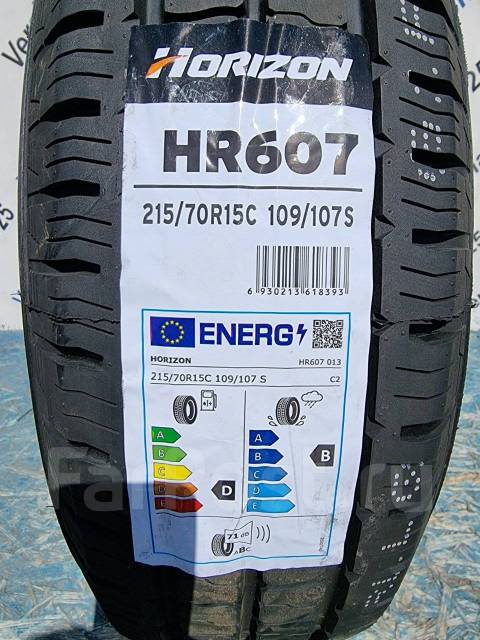 HORIZON
HR607
215/70R15C 109/107S
6 930213 618393
ENERG
HORIZON
HR607 013
215/70R15C 109/107 S
C2
A
B
C
D
E
D
A
B
C
D
E
B
71 dB
ABC